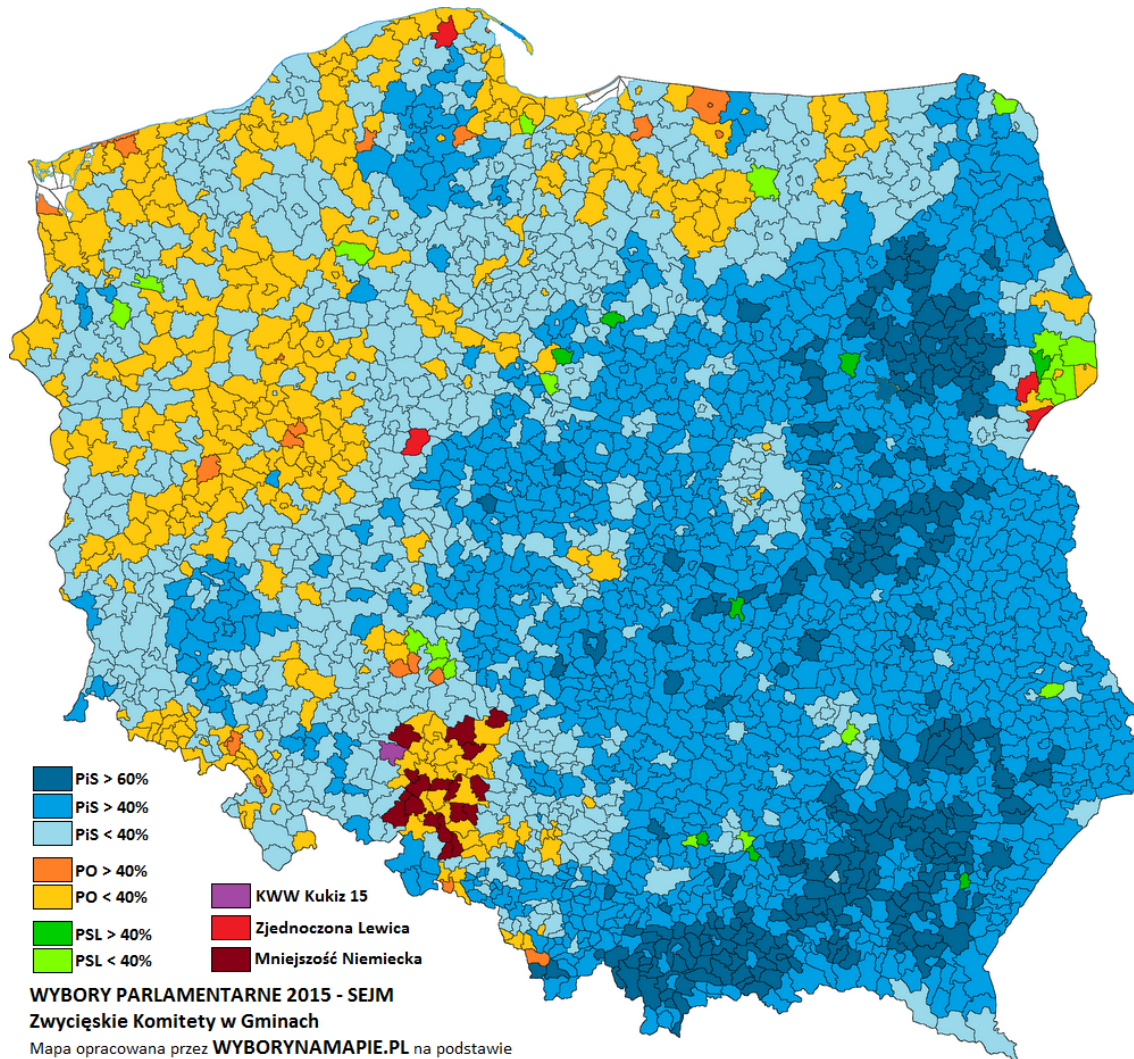 PiS > 60%
PiS > 40%
PiS < 40%
PO > 40%
PO < 40%
PSL > 40%
PSL < 40%
KWW Kukiz 15
Zjednoczona Lewica
Mniejszość Niemiecka
WYBORY PARLAMENTARNE 2015 - SEJM
Zwycięskie Komitety w Gminach
Mapa opracowana przez WYBORYNAMAPIE.PL na podstawie